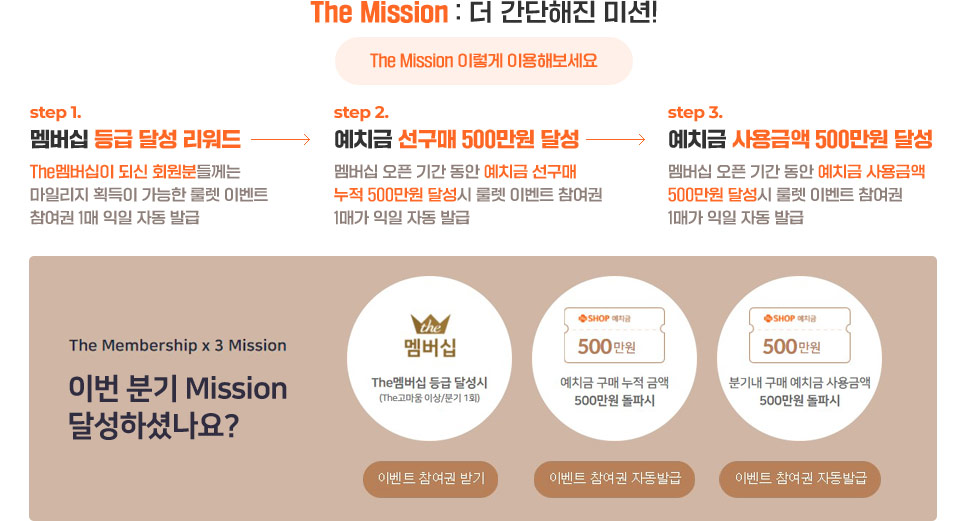 The Mission : 더 간단해진 미션!
The Mission 이렇게 이용해보세요
step 1.
멤버십 등급 달성 리워드
The멤버십이 되신 회원분들께는
마일리지 획득이 가능한 룰렛 이벤트
참여권 1매 익일 자동 발급
step 2.
예치금 선구매 500만원 달성
멤버십 오픈 기간 동안 예치금 선구매
누적 500만원 달성시 룰렛 이벤트 참여권
1매가 익일 자동 발급
step 3.
예치금 사용금액 500만원 달성
멤버십 오픈 기간 동안 예치금 사용금액
500만원 달성시 룰렛 이벤트 참여권
1매가 익일 자동 발급
The Membership x 3 Mission
이번 분기 Mission
달성하셨나요?
the
멤버십
The멤버십 등급 달성시
(The고마움 이상/분기 1회)
이벤트 참여권 받기
SHOP 예치금
500만원
예치금 구매 누적 금액
500만원 돌파시
이벤트 참여권 자동발급
SHOP 예치금
500만원
분기내 구매 예치금 사용금액
500만원 돌파시
이벤트 참여권 자동발급